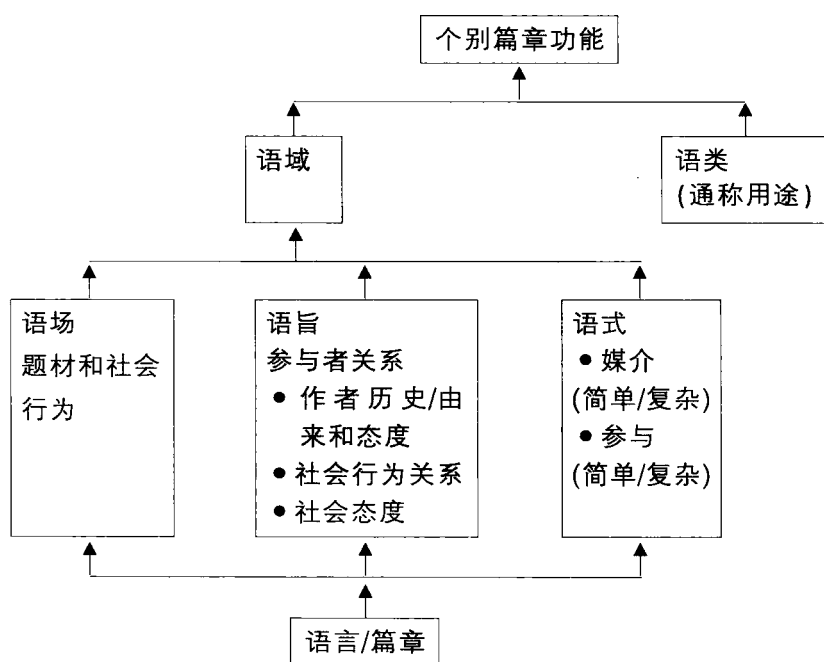 个别篇章功能
语域
语类
(通称用途)
语场
题材和社会
行为
语旨
参与者关系
● 作者历史/由
来和态度
● 社会行为关系
● 社会态度
语式
● 媒介
(简单/复杂)
● 参与
(简单/复杂)
语言/篇章